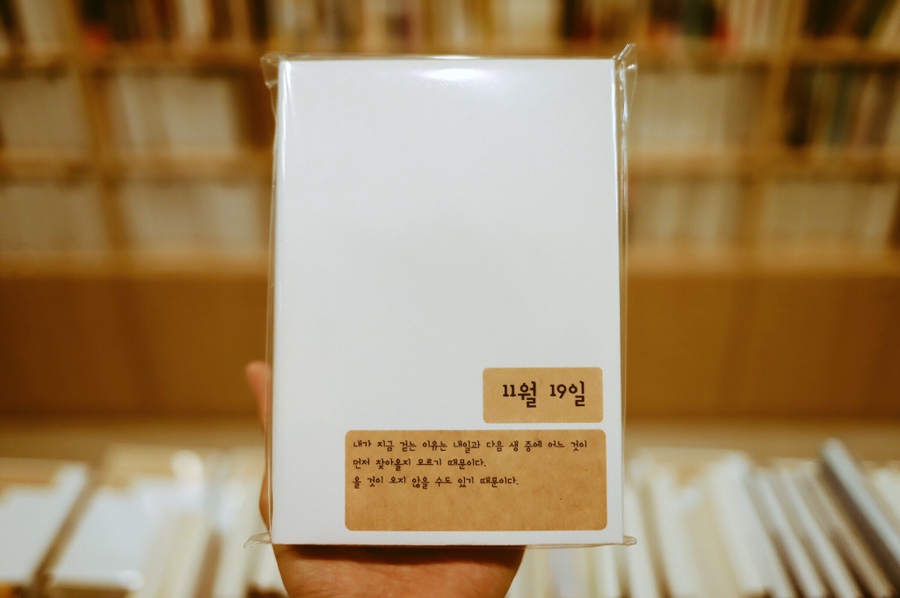 11월 19일
내가 지금 걷는 이유는 내일과 다음 생 중에 어느 것이
먼저 찾아올지 모르기 때문이다.
올 것이 오지 않을 수도 있기 때문이다.